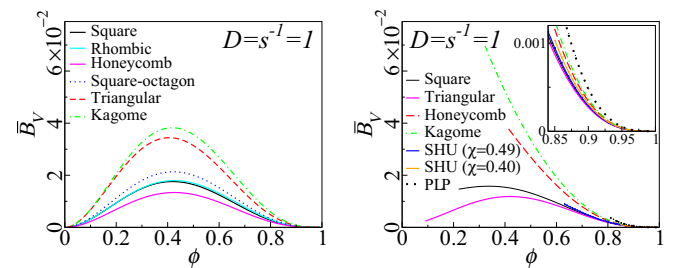 D=s⁻¹=1
Square
Rhombic
Honeycomb
Square-octagon
Triangular
Kagome
B̅_V
6×10⁻²
4
2
0
0 0.2 0.4 0.6 0.8 1
ϕ
D=s⁻¹=1
Square
Triangular
Honeycomb
Kagome
SHU (χ=0.49)
SHU (χ=0.40)
PLP
B̅_V
6×10⁻²
4
2
0
0 0.2 0.4 0.6 0.8 1
ϕ
0.001
0
0.85 0.9 0.95 1